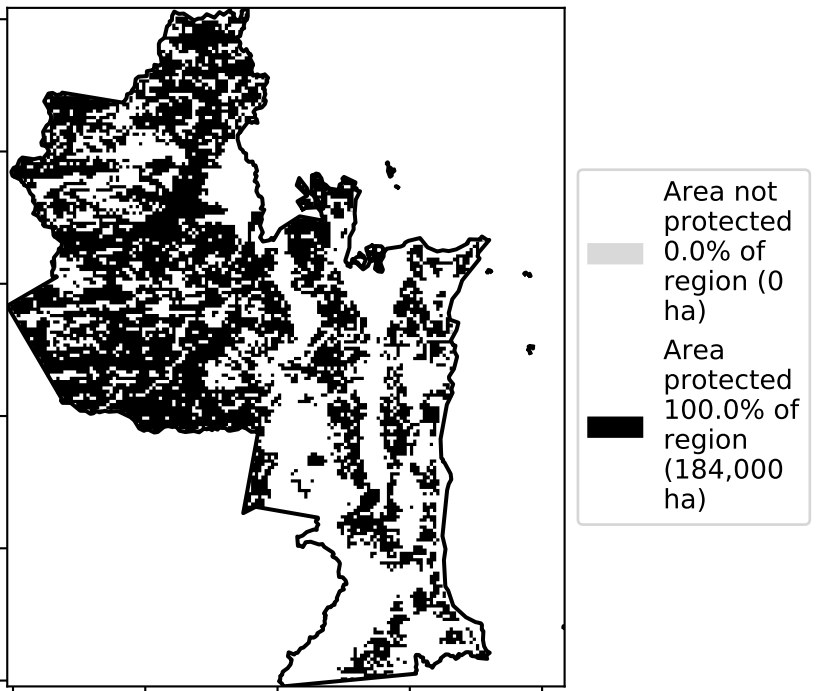 Area not
protected
0.0% of
region (0
ha)
Area
protected
100.0% of
region
(184,000
ha)